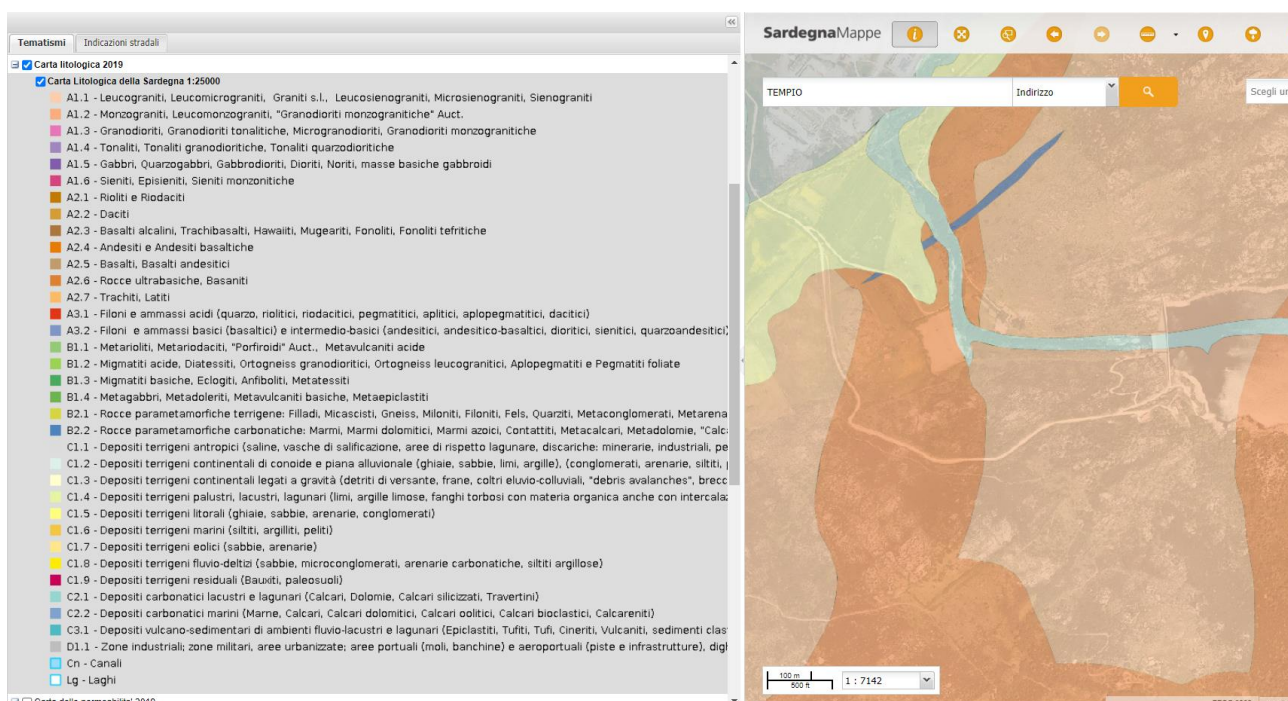 Tematismi
Indicazioni stradali
Carta litologica 2019
Carta Litologica della Sardegna 1:25000
A1.1 - Leucograniti, Leucomicrograniti, Graniti s.l., Leucosienograniti, Microsienograniti, Sienograniti
A1.2 - Monzograniti, Leucomonzograniti, "Granodioriti monzogranitiche" Auct.
A1.3 - Granodioriti, Granodioriti tonalitiche, Microgranodioriti, Granodioriti monzogranitiche
A1.4 - Tonaliti, Tonaliti granodioritiche, Tonaliti quarzodioritiche
A1.5 - Gabbri, Quarzogabbri, Gabbrodioriti, Dioriti, Noriti, masse basiche gabbroidi
A1.6 - Sieniti, Episieniti, Sieniti monzonitiche
A2.1 - Rioliti e Riodaciti
A2.2 - Daciti
A2.3 - Basalti alcalini, Trachibasalti, Hawaiiti, Mugeariti, Fonoliti, Fonoliti tefritiche
A2.4 - Andesiti e Andesiti basaltiche
A2.5 - Basalti, Basalti andesitici
A2.6 - Rocce ultrabasiche, Basaniti
A2.7 - Trachiti, Latiti
A3.1 - Filoni e ammassi acidi (quarzo, riolitici, riodacitici, pegmatitici, aplitici, aplopegmatitici, dacitici)
A3.2 - Filoni e ammassi basici (basaltici) e intermedio-basici (andesitici, andesitico-basaltici, dioritici, sienitici, quarzoandesitici)
B1.1 - Metarioliti, Metariodaciti, "Porfiroidi" Auct., Metavulcaniti acide
B1.2 - Migmatiti acide, Diatessiti, Ortogneiss granodioritici, Ortogneiss leucogranitici, Aplopegmatiti e Pegmatiti foliate
B1.3 - Migmatiti basiche, Eclogiti, Anfiboliti, Metatessiti
B1.4 - Metagabbri, Metadoleriti, Metavulcaniti basiche, Metaepiclastiti
B2.1 - Rocce parametamorfiche terrigene: Filladi, Micascisti, Gneiss, Miloniti, Filoniti, Fels, Quarziti, Metaconglomerati, Metarena
B2.2 - Rocce parametamorfiche carbonatiche: Marmi, Marmi dolomitici, Marmi azoici, Contattiti, Metacalcari, Metadolomie, "Calc
C1.1 - Depositi terrigeni antropici (saline, vasche di salificazione, aree di rispetto lagunare, discariche: minerarie, industriali, pe
C1.2 - Depositi terrigeni continentali di conoide e piana alluvionale (ghiaie, sabbie, limi, argille), (conglomerati, arenarie, siltiti,
C1.3 - Depositi terrigeni continentali legati a gravità (detriti di versante, frane, coltri eluvio-colluviali, "debris avalanches", brecc
C1.4 - Depositi terrigeni palustri, lacustri, lagunari (limi, argille limose, fanghi torbosi con materia organica anche con intercala
C1.5 - Depositi terrigeni litorali (ghiaie, sabbie, arenarie, conglomerati)
C1.6 - Depositi terrigeni marini (siltiti, argilliti, peliti)
C1.7 - Depositi terrigeni eolici (sabbie, arenarie)
C1.8 - Depositi terrigeni fluvio-deltizi (sabbie, microconglomerati, arenarie carbonatiche, siltiti argillose)
C1.9 - Depositi terrigeni residuali (Bauxiti, paleosuoli)
C2.1 - Depositi carbonatici lacustri e lagunari (Calcari, Dolomie, Calcari silicizzati, Travertini)
C2.2 - Depositi carbonatici marini (Marne, Calcari, Calcari dolomitici, Calcari oolitici, Calcari bioclastici, Calcareniti)
C3.1 - Depositi vulcano-sedimentari di ambienti fluvio-lacustri e lagunari (Epiclastiti, Tufiti, Tufi, Cineriti, Vulcaniti, sedimenti clas
D1.1 - Zone industriali; zone militari, aree urbanizzate; aree portuali (moli, banchine) e aeroportuali (piste e infrastrutture), digh
Cn - Canali
Lg - Laghi
SardegnaMappe
TEMPIO
Indirizzo
Scegli un
100 m
500 ft
1 : 7142